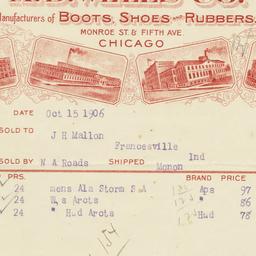 Manufacturers of BOOTS, SHOES AND RUBBERS.
MONROE ST. & FIFTH AVE
CHICAGO
DATE Oct 15 1906
SOLD TO J H Mallon
Francesville Ind
SOLD BY N A Roads SHIPPED Monon
PRS. BRAND PRICE
24 mens Ala Storm S A Aps 97
24 W,s Arots " 86
24 " Hud Arots Hud 78